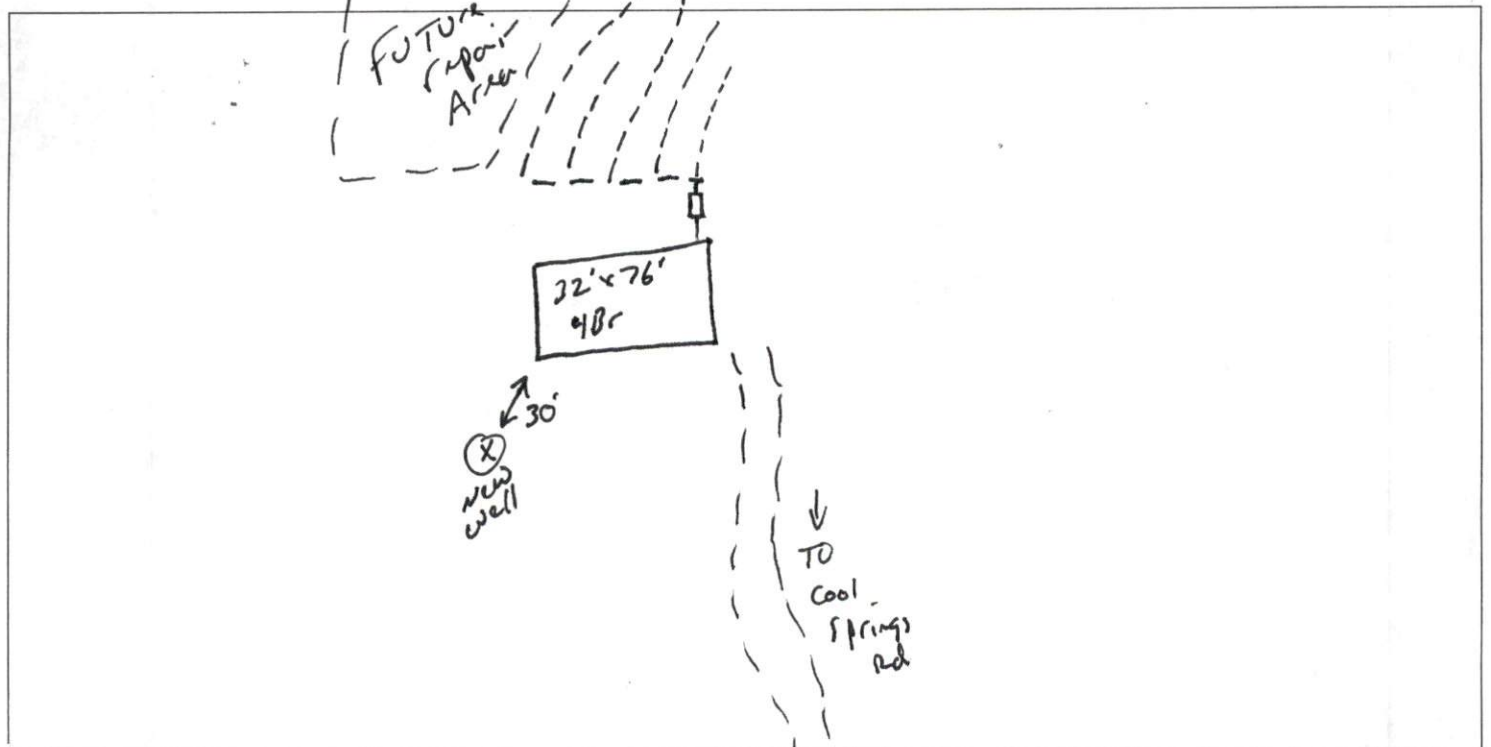 FUTURE
repair
Area
32'x76'
4Br
30'
X
New
well
TO
Cool
Springs
Rd